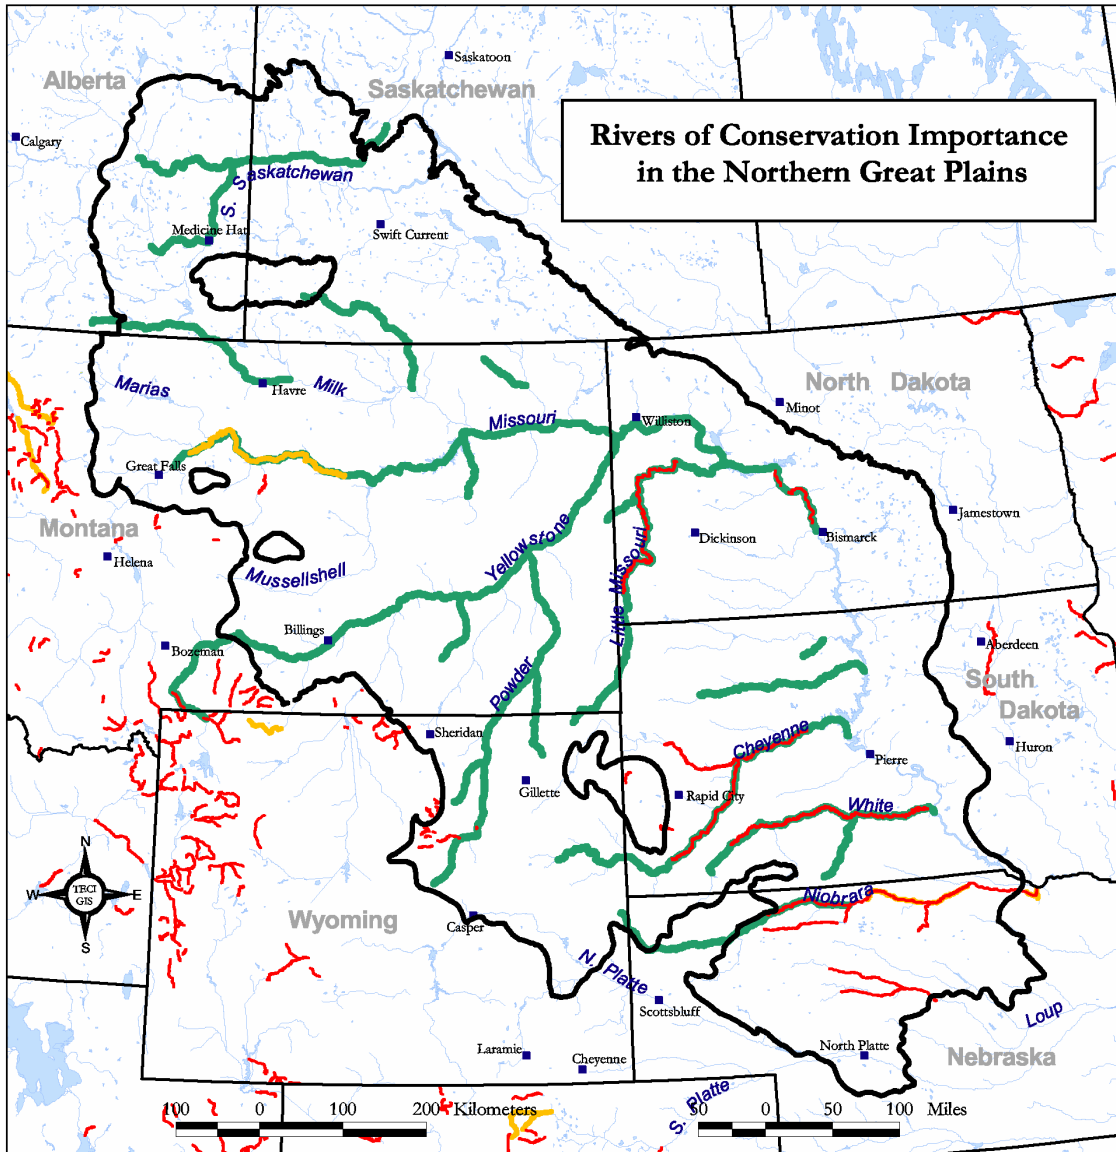 Saskatoon
Alberta
Saskatchewan
Rivers of Conservation Importance
in the Northern Great Plains
Calgary
S. Saskatchewan
Medicine Hat
Swift Current
Marias
Havre
Milk
North Dakota
Minot
Missouri
Williston
Great Falls
Montana
Helena
Yellowstone
Dickinson
Bismarck
Jamestown
Mussellshell
Little Missouri
Billings
Bozeman
Aberdeen
Powder
South
Dakota
Sheridan
Cheyenne
Huron
Pierre
Gillette
Rapid City
White
N
W
TECI
GIS
E
S
Wyoming
Casper
Niobrara
N. Platte
Scottsbluff
Loup
Laramie
Cheyenne
North Platte
Nebraska
S. Platte
100 0 100 200 Kilometers
50 0 50 100 Miles